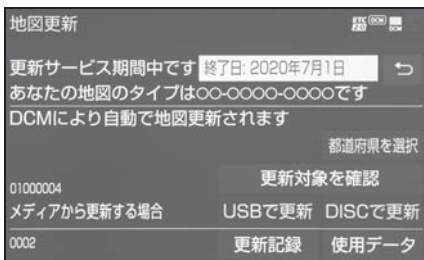 地図更新
ETC 2.0 DCM
更新サービス期間中です 終了日: 2020年7月1日
あなたの地図のタイプは○○-○○○○-○○○○です
DCMにより自動で地図更新されます
都道府県を選択
01000004
更新対象を確認
メディアから更新する場合 USBで更新 DISCで更新
0002 更新記録 使用データ